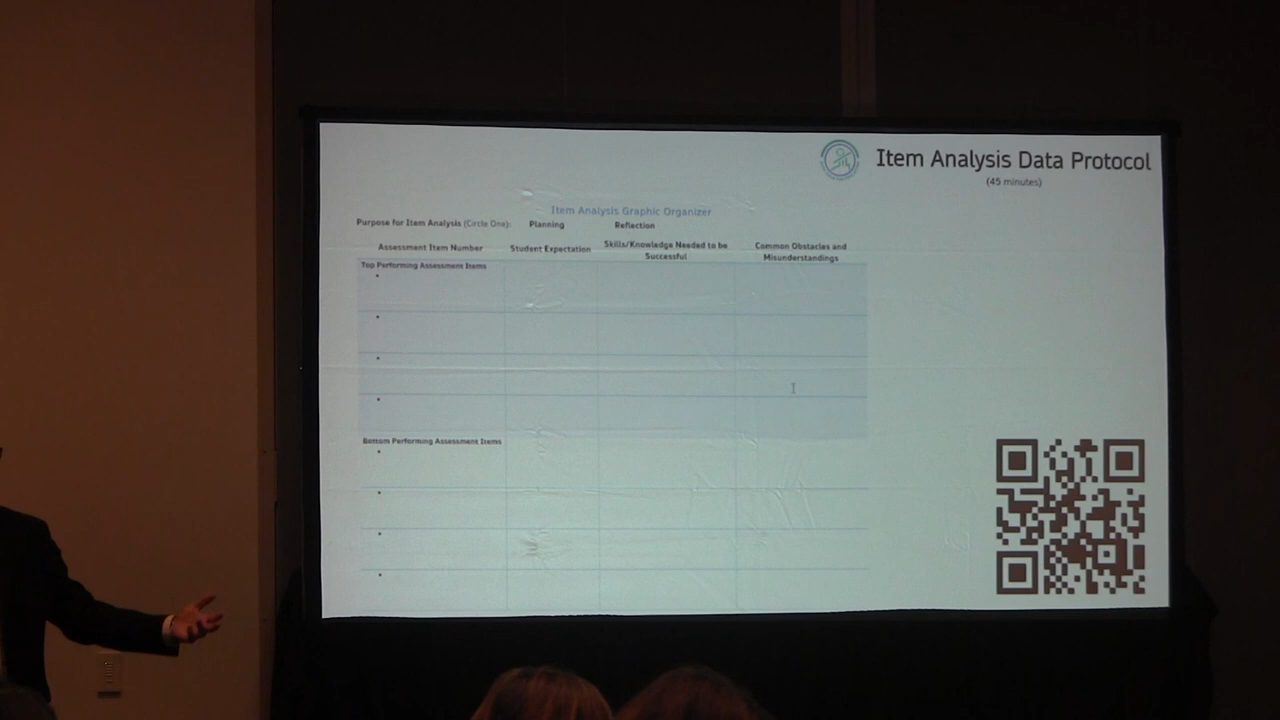 Item Analysis Data Protocol
(45 minutes)
Item Analysis Graphic Organizer
Purpose for Item Analysis (Circle One): Planning Reflection
Assessment Item Number Student Expectation Skills/Knowledge Needed to be Successful Common Obstacles and Misunderstandings
Top Performing Assessment Items
Bottom Performing Assessment Items